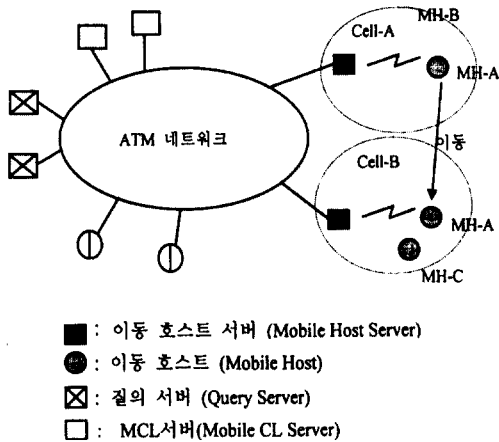 MH-B
Cell-A
MH-A
ATM 네트워크
이동
Cell-B
MH-A
MH-C
: 이동 호스트 서버 (Mobile Host Server)
: 이동 호스트 (Mobile Host)
: 질의 서버 (Query Server)
: MCL서버(Mobile CL Server)